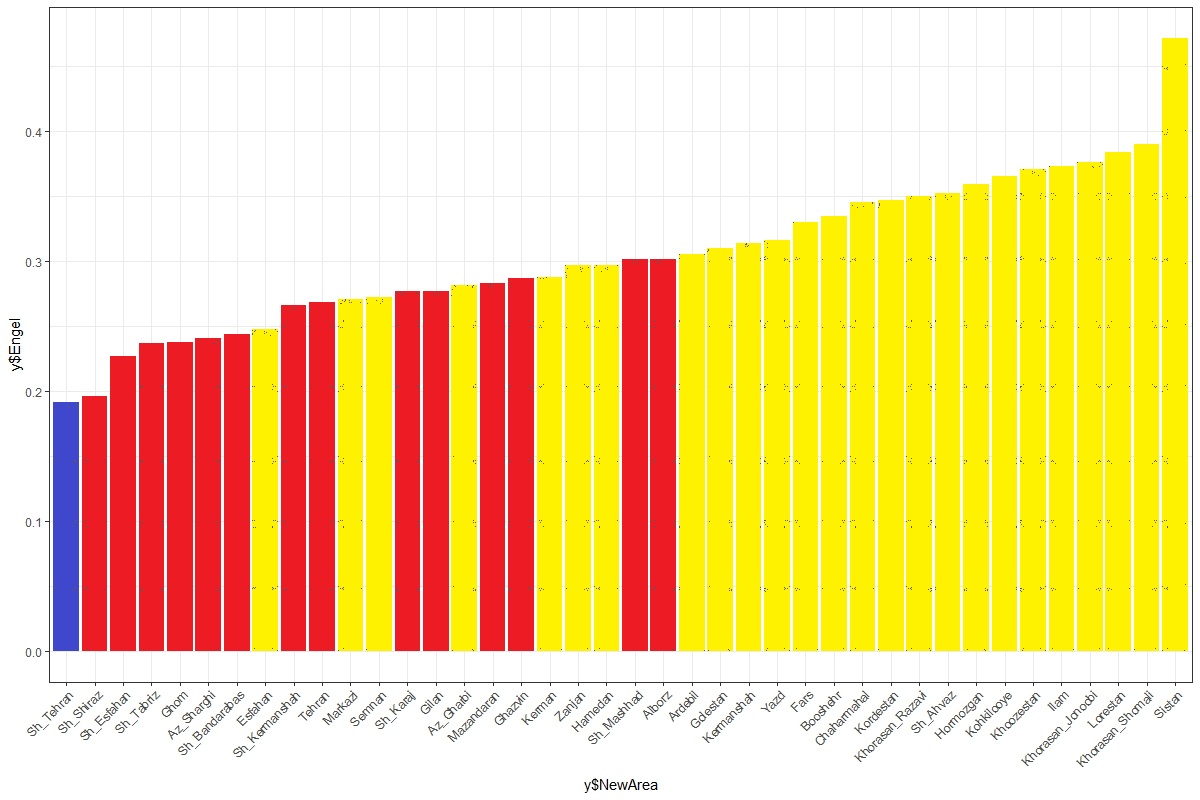 y$Engel
0.4
0.3
0.2
0.1
0.0
Sh_Tehran
Sh_Shiraz
Sh_Esfahan
Sh_Tabriz
Ghom
Az_Sharghi
Sh_Bandarabas
Esfahan
Sh_Kermanshah
Tehran
Markazi
Semnan
Sh_Karaj
Gilan
Az_Gharbi
Mazandaran
Ghazvin
Kerman
Zanjan
Hamedan
Sh_Mashhad
Alborz
Ardebil
Golestan
Kermanshah
Yazd
Fars
Booshehr
Chaharmahal
Kordestan
Khorasan_Razavi
Sh_Ahvaz
Hormozgan
Kohkilooye
Khoozestan
Ilam
Khorasan_Jonoobi
Lorestan
Khorasan_Shomali
Sistan
y$NewArea